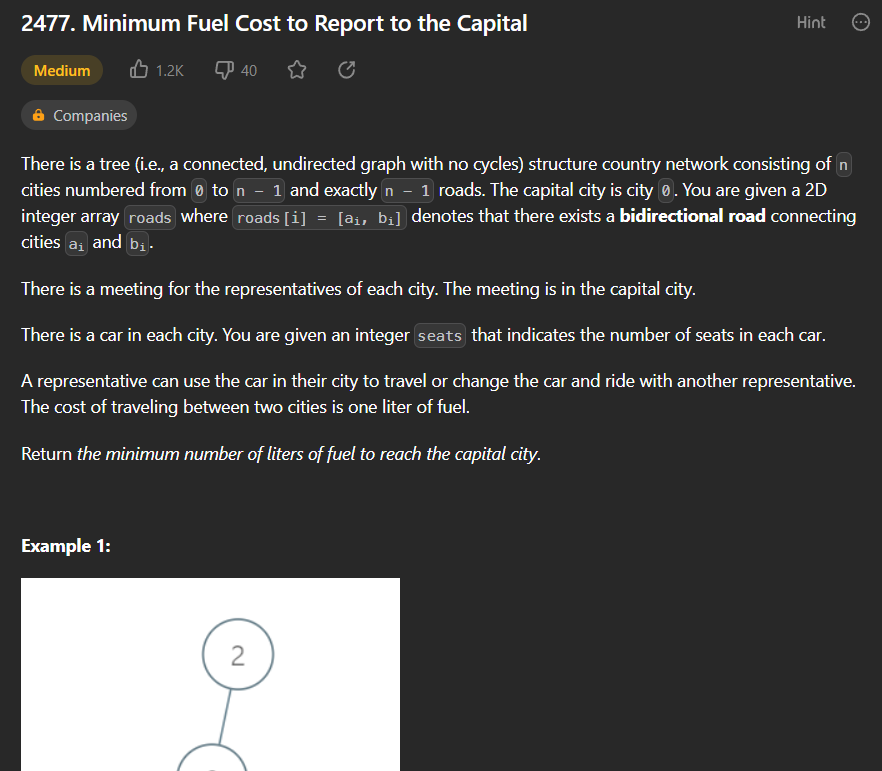 2477. Minimum Fuel Cost to Report to the Capital
Hint
Medium 1.2K 40
Companies
There is a tree (i.e., a connected, undirected graph with no cycles) structure country network consisting of n
cities numbered from 0 to n - 1 and exactly n - 1 roads. The capital city is city 0. You are given a 2D
integer array roads where roads[i] = [aᵢ, bᵢ] denotes that there exists a bidirectional road connecting
cities aᵢ and bᵢ.
There is a meeting for the representatives of each city. The meeting is in the capital city.
There is a car in each city. You are given an integer seats that indicates the number of seats in each car.
A representative can use the car in their city to travel or change the car and ride with another representative.
The cost of traveling between two cities is one liter of fuel.
Return the minimum number of liters of fuel to reach the capital city.
Example 1:
2